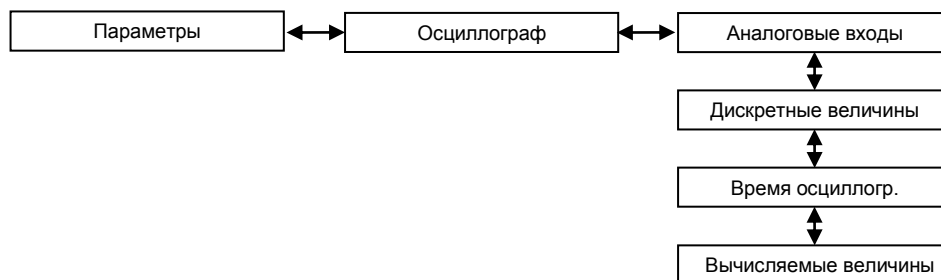 Параметры
Осциллограф
Аналоговые входы
Дискретные величины
Время осциллогр.
Вычисляемые величины